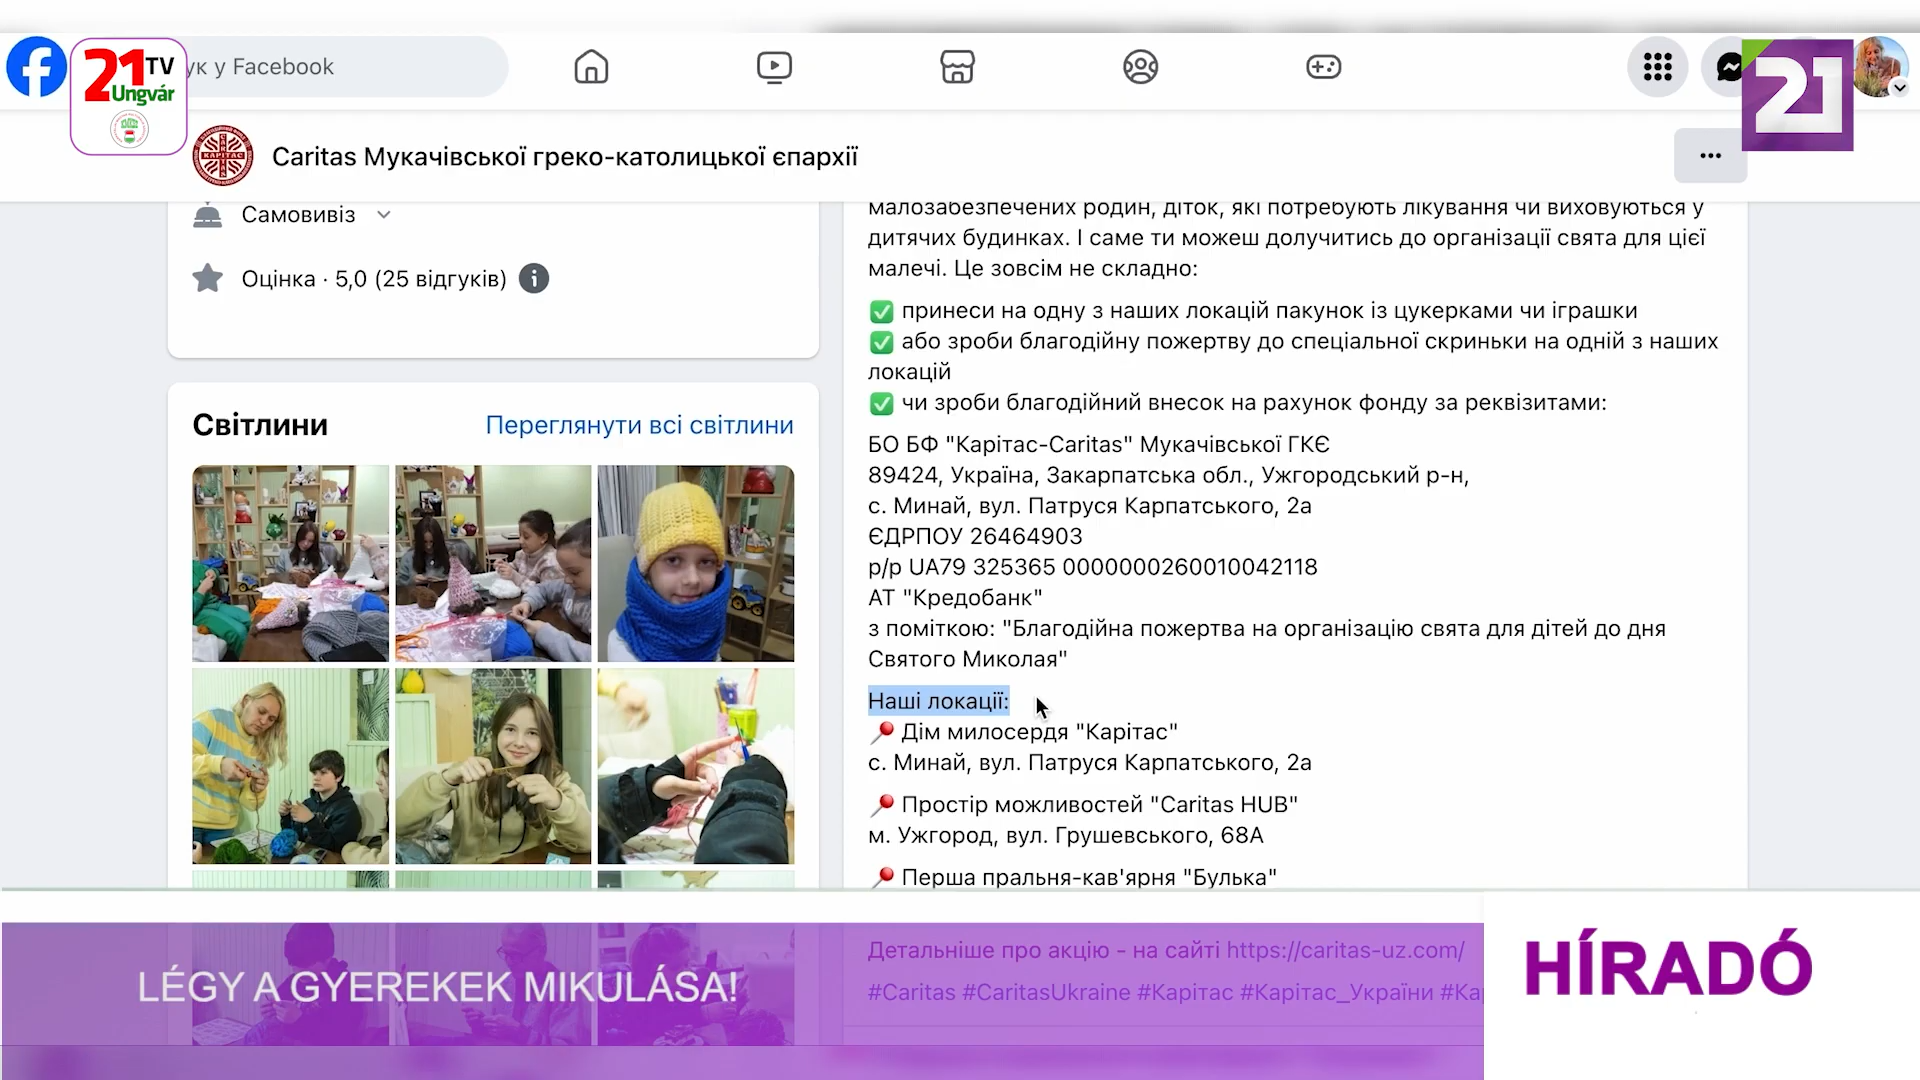 21 TV
Ungvár
ук у Facebook
21
Caritas Мукачівської греко-католицької єпархії
Самовивіз
Оцінка · 5,0 (25 відгуків)
Світлини
Переглянути всі світлини
малозабезпечених родин, діток, які потребують лікування чи виховуються у
дитячих будинках. І саме ти можеш долучитись до організації свята для цієї
малечі. Це зовсім не складно:
✅ принеси на одну з наших локацій пакунок із цукерками чи іграшки
✅ або зроби благодійну пожертву до спеціальної скриньки на одній з наших
локацій
✅ чи зроби благодійний внесок на рахунок фонду за реквізитами:
БО БФ "Карітас-Caritas" Мукачівської ГКЄ
89424, Україна, Закарпатська обл., Ужгородський р-н,
с. Минай, вул. Патруся Карпатського, 2а
ЄДРПОУ 26464903
р/р UA79 325365 0000000260010042118
АТ "Кредобанк"
з поміткою: "Благодійна пожертва на організацію свята для дітей до дня
Святого Миколая"
Наші локації:
📍 Дім милосердя "Карітас"
с. Минай, вул. Патруся Карпатського, 2а
📍 Простір можливостей "Caritas HUB"
м. Ужгород, вул. Грушевського, 68А
📍 Перша пральня-кав'ярня "Булька"
Детальніше про акцію - на сайті https://caritas-uz.com/
#Caritas #CaritasUkraine #Карітас #Карітас_України #Ка
LÉGY A GYEREKEK MIKULÁSA!
HÍRADÓ